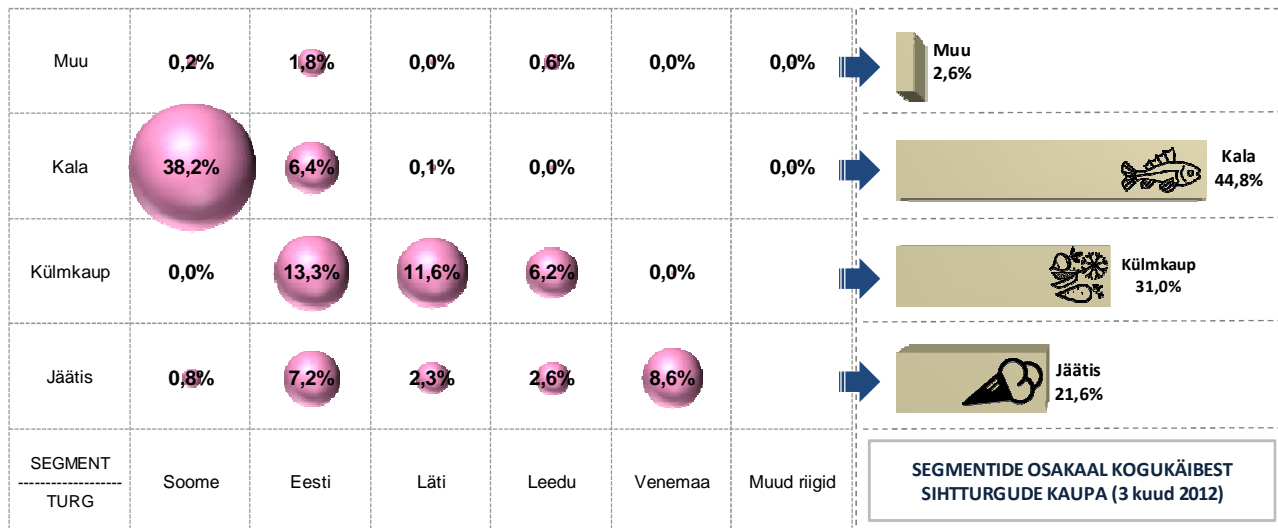 Muu 0,2% 1,8% 0,0% 0,6% 0,0% 0,0%
Muu
2,6%
Kala 38,2% 6,4% 0,1% 0,0% 0,0%
Kala
44,8%
Külmkaup 0,0% 13,3% 11,6% 6,2% 0,0%
Külmkaup
31,0%
Jäätis 0,8% 7,2% 2,3% 2,6% 8,6%
Jäätis
21,6%
SEGMENT
TURG
Soome Eesti Läti Leedu Venemaa Muud riigid
SEGMENTIDE OSAKAAL KOGUKÄIBEST
SIHTTURGUDE KAUPA (3 kuud 2012)